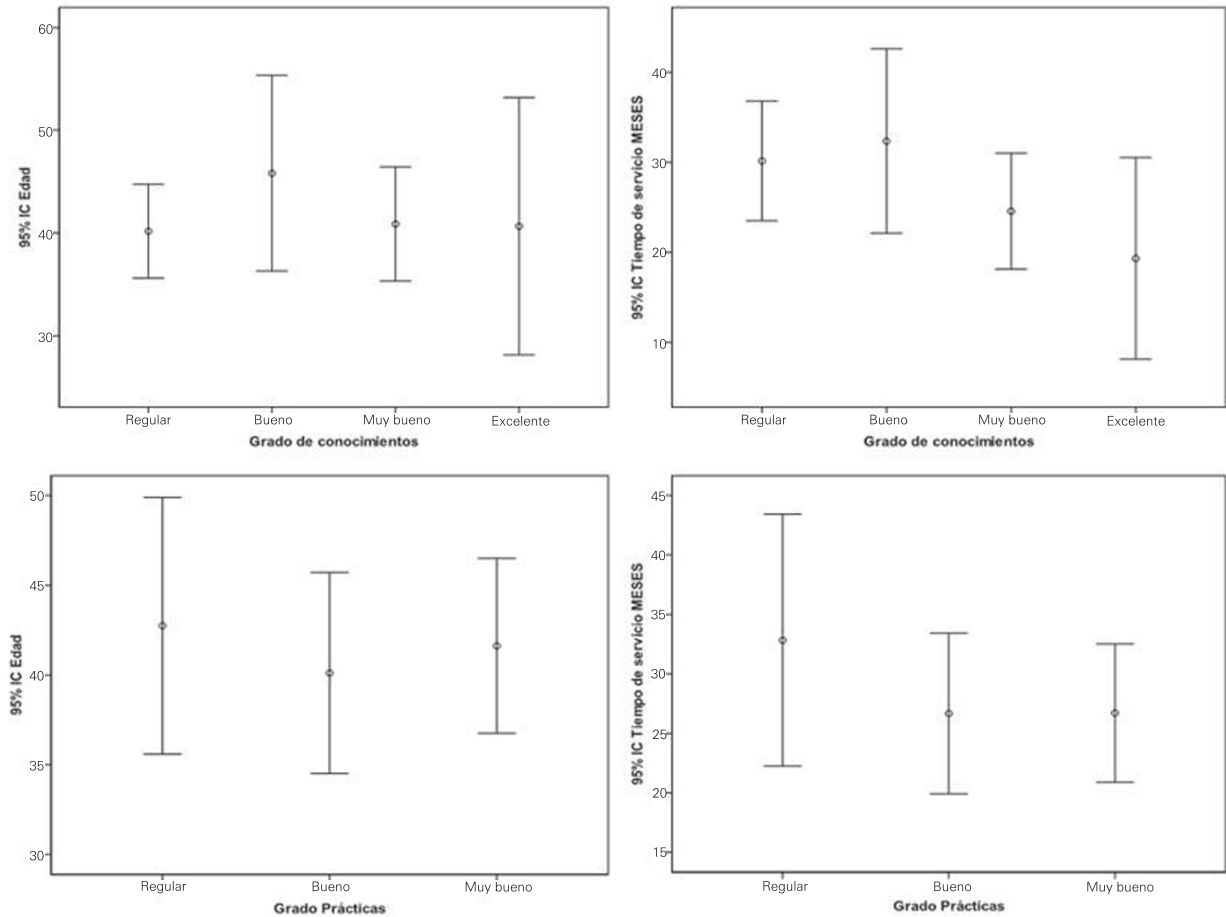 60
50
40
30
95% IC Edad
Regular Bueno Muy bueno Excelente
Grado de conocimientos
40
30
20
10
95% IC Tiempo de servicio MESES
Regular Bueno Muy bueno Excelente
Grado de conocimientos
50
45
40
35
30
95% IC Edad
Regular Bueno Muy bueno
Grado Prácticas
45
40
35
30
25
20
15
95% IC Tiempo de servicio MESES
Regular Bueno Muy bueno
Grado Prácticas